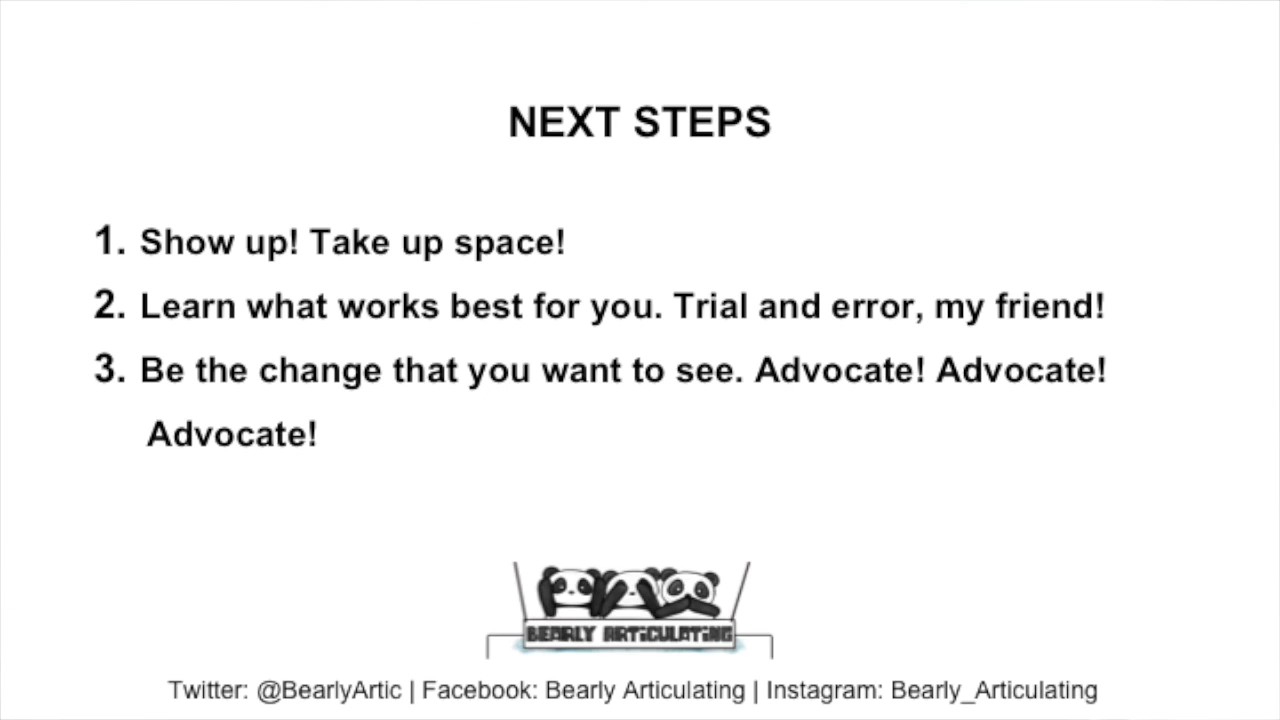 NEXT STEPS
1. Show up! Take up space!
2. Learn what works best for you. Trial and error, my friend!
3. Be the change that you want to see. Advocate! Advocate!
Advocate!
BEARLY ARTiCULATiNG
Twitter: @BearlyArtic | Facebook: Bearly Articulating | Instagram: Bearly_Articulating